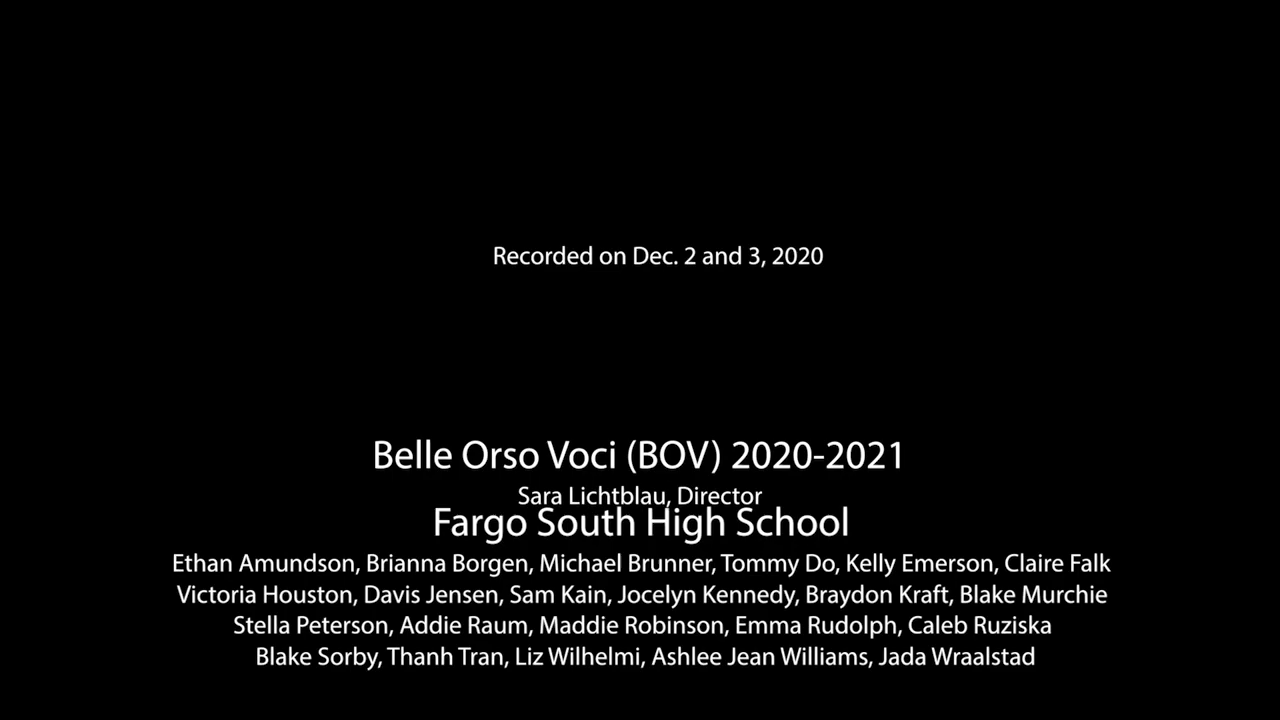 Recorded on Dec. 2 and 3, 2020
Belle Orso Voci (BOV) 2020-2021
Sara Lichtblau, Director
Fargo South High School
Ethan Amundson, Brianna Borgen, Michael Brunner, Tommy Do, Kelly Emerson, Claire Falk
Victoria Houston, Davis Jensen, Sam Kain, Jocelyn Kennedy, Braydon Kraft, Blake Murchie
Stella Peterson, Addie Raum, Maddie Robinson, Emma Rudolph, Caleb Ruziska
Blake Sorby, Thanh Tran, Liz Wilhelmi, Ashlee Jean Williams, Jada Wraalstad